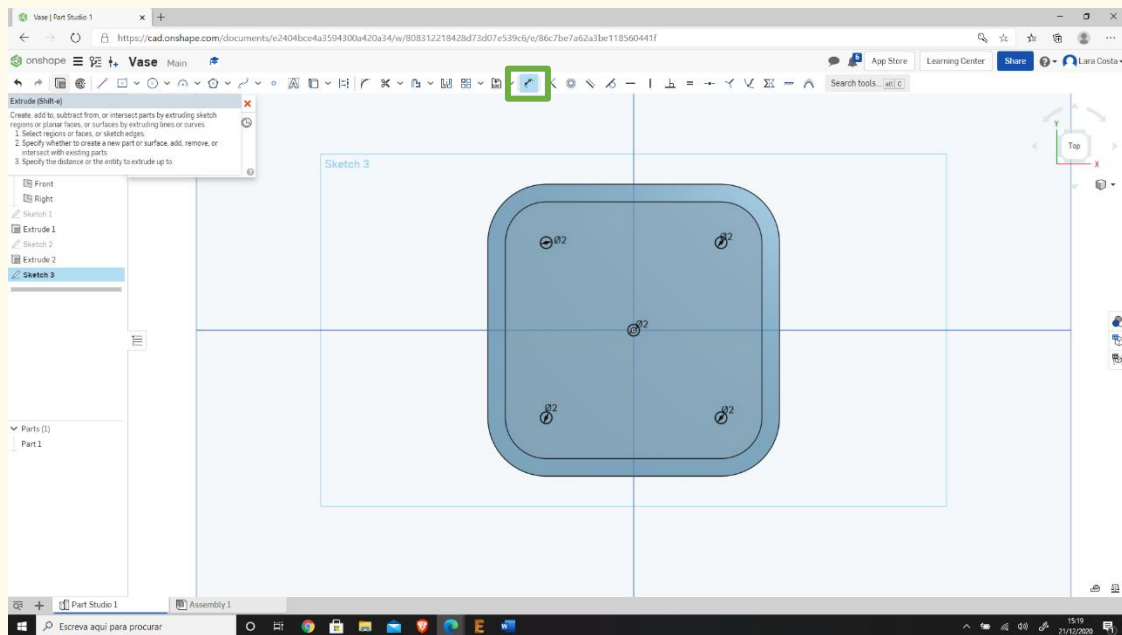 Vase | Part Studio 1
https://cad.onshape.com/documents/e2404bce4a3594300a420a34/w/808312218428d73d07e539c6/e/86c7be7a62a3be118560441f
onshape Vase Main App Store Learning Center Share Lara Costa
Search tools... alt C
Extrude (Shift-e)
Create, add to, subtract from, or intersect parts by extruding sketch
regions or planar faces, or surfaces by extruding lines or curves.
1. Select regions or faces, or sketch edges.
2. Specify whether to create a new part or surface, add, remove, or
intersect with existing parts
3. Specify the distance or the entity to extrude up to.
Front
Right
Sketch 1
Extrude 1
Sketch 2
Extrude 2
Sketch 3
Sketch 3
Y
Top
X
Ø2
Ø2
Ø2
Ø2
Ø2
Parts (1)
Part 1
Part Studio 1 Assembly 1
Escreva aqui para procurar
15:19
21/12/2020